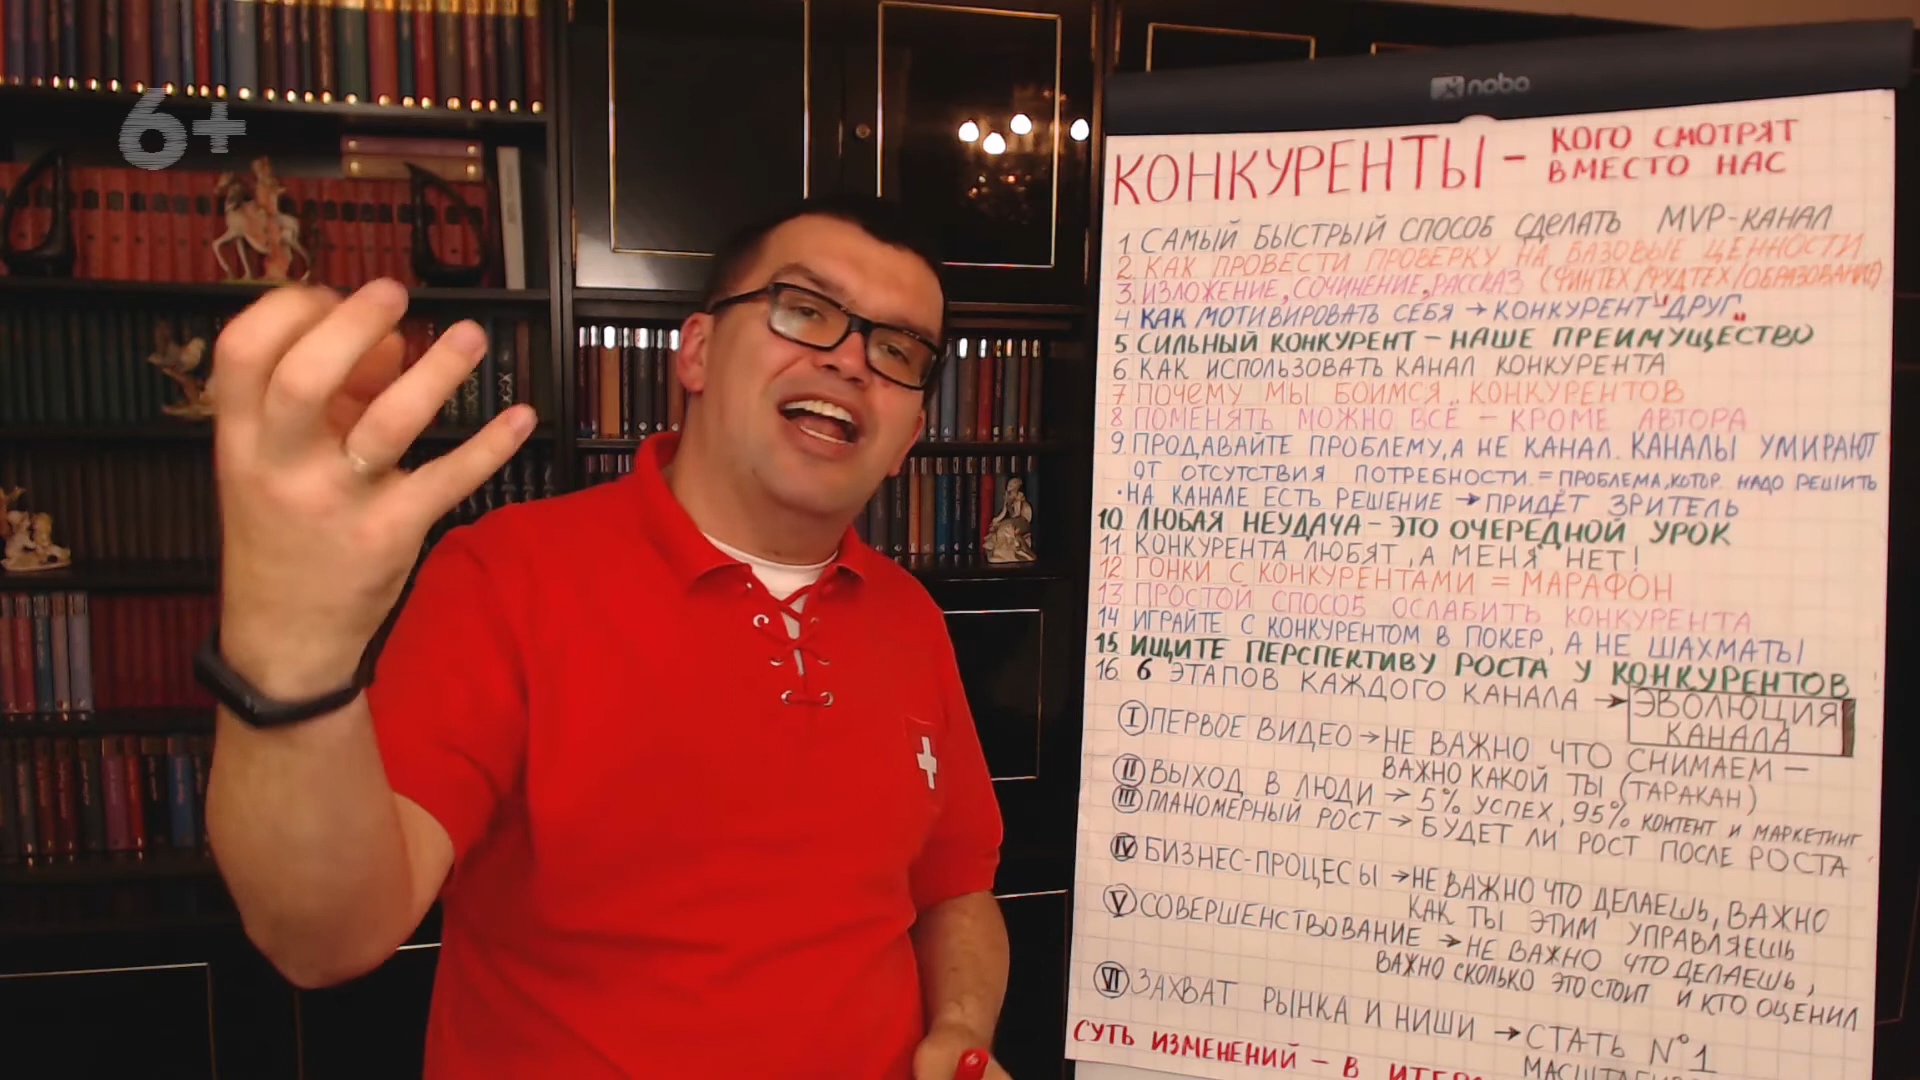 6+
nobo
КОНКУРЕНТЫ - КОГО СМОТРЯТ
ВМЕСТО НАС
1 САМЫЙ БЫСТРЫЙ СПОСОБ СДЕЛАТЬ MVP-КАНАЛ
2. КАК ПРОВЕСТИ ПРОВЕРКУ НА БАЗОВЫЕ ЦЕННОСТИ
3. ИЗЛОЖЕНИЕ, СОЧИНЕНИЕ, РАССКАЗ (ФИНТЕХ/ФУДТЕХ/ОБРАЗОВАНИЕ)
4 КАК МОТИВИРОВАТЬ СЕБЯ → КОНКУРЕНТ "ДРУГ"
5 СИЛЬНЫЙ КОНКУРЕНТ - НАШЕ ПРЕИМУЩЕСТВО
6. КАК ИСПОЛЬЗОВАТЬ КАНАЛ КОНКУРЕНТА
7 ПОЧЕМУ МЫ БОИМСЯ КОНКУРЕНТОВ
8 ПОМЕНЯТЬ МОЖНО ВСЁ - КРОМЕ АВТОРА
9. ПРОДАВАЙТЕ ПРОБЛЕМУ, А НЕ КАНАЛ. КАНАЛЫ УМИРАЮТ
ОТ ОТСУТСТВИЯ ПОТРЕБНОСТИ. = ПРОБЛЕМА, КОТОР. НАДО РЕШИТЬ
• НА КАНАЛЕ ЕСТЬ РЕШЕНИЕ → ПРИДЁТ ЗРИТЕЛЬ
10. ЛЮБАЯ НЕУДАЧА - ЭТО ОЧЕРЕДНОЙ УРОК
11 КОНКУРЕНТА ЛЮБЯТ, А МЕНЯ НЕТ!
12 ГОНКИ С КОНКУРЕНТАМИ = МАРАФОН
13 ПРОСТОЙ СПОСОБ ОСЛАБИТЬ КОНКУРЕНТА
14 ИГРАЙТЕ С КОНКУРЕНТОМ В ПОКЕР, А НЕ ШАХМАТЫ
15 ИЩИТЕ ПЕРСПЕКТИВУ РОСТА У КОНКУРЕНТОВ
16. 6 ЭТАПОВ КАЖДОГО КАНАЛА → ЭВОЛЮЦИЯ
КАНАЛА
I ПЕРВОЕ ВИДЕО → НЕ ВАЖНО ЧТО СНИМАЕМ -
ВАЖНО КАКОЙ ТЫ (ТАРАКАН)
II ВЫХОД В ЛЮДИ → 5% УСПЕХ, 95% КОНТЕНТ И МАРКЕТИНГ
III ПЛАНОМЕРНЫЙ РОСТ → БУДЕТ ЛИ РОСТ ПОСЛЕ РОСТА
IV БИЗНЕС-ПРОЦЕСЫ → НЕ ВАЖНО ЧТО ДЕЛАЕШЬ, ВАЖНО
КАК ТЫ ЭТИМ УПРАВЛЯЕШЬ
V СОВЕРШЕНСТВОВАНИЕ → НЕ ВАЖНО ЧТО ДЕЛАЕШЬ,
ВАЖНО СКОЛЬКО ЭТО СТОИТ И КТО ОЦЕНИЛ
VI ЗАХВАТ РЫНКА И НИШИ → СТАТЬ N°1
СУТЬ ИЗМЕНЕНИЙ - В